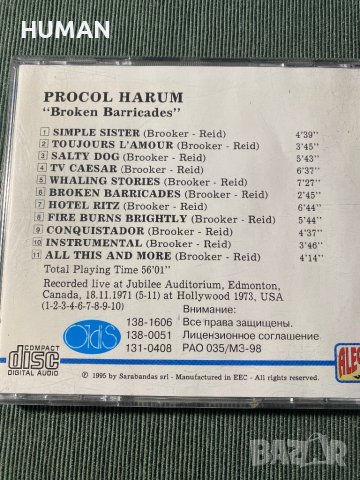 PROCOL HARUM
"Broken Barricades"
1 SIMPLE SISTER (Brooker - Reid) 4'39"
2 TOUJOURS L'AMOUR (Brooker - Reid) 3'45"
3 SALTY DOG (Brooker - Reid) 5'43"
4 TV CAESAR (Brooker - Reid) 6'37"
5 WHALING STORIES (Brooker - Reid) 7'27"
6 BROKEN BARRICADES (Brooker - Reid) 2'45"
7 HOTEL RITZ (Brooker - Reid) 6'44"
8 FIRE BURNS BRIGHTLY (Brooker - Reid) 5'44"
9 CONQUISTADOR (Brooker - Reid) 4'37"
10 INSTRUMENTAL (Brooker - Reid) 3'46"
11 ALL THIS AND MORE (Brooker - Reid) 4'14"
Total Playing Time 56'01"
Recorded live at Jubilee Auditorium, Edmonton,
Canada, 18.11.1971 (5-11) at Hollywood 1973, USA
(1-2-3-4-6-7-8-9-10)
Внимание:
138-1606 Все права защищены.
138-0051 Лицензионное соглашение
131-0408 РАО 035/МЗ-98
COMPACT
disc
DIGITAL AUDIO
℗ 1995 by Sarabandas srl - Manufactured in EEC - All rights reserved.
bazar